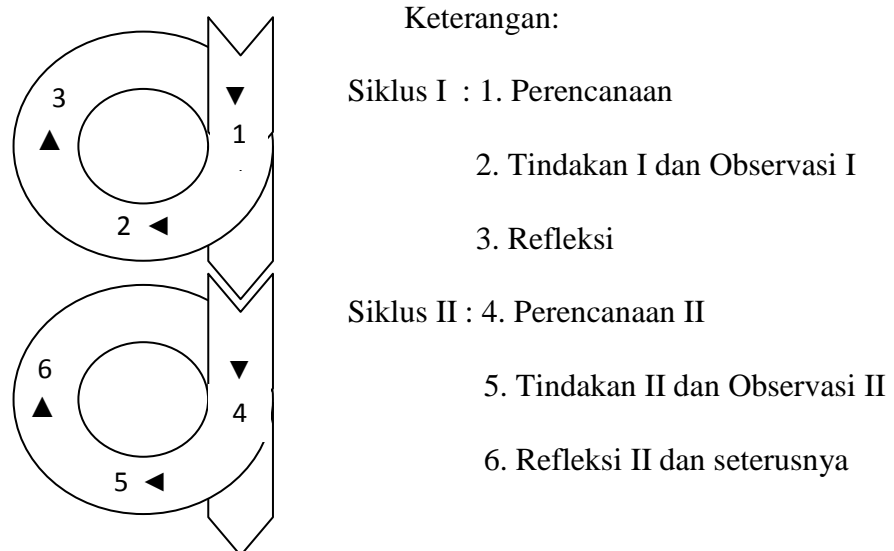 Keterangan:
Siklus I : 1. Perencanaan
2. Tindakan I dan Observasi I
3. Refleksi
Siklus II : 4. Perencanaan II
5. Tindakan II dan Observasi II
6. Refleksi II dan seterusnya
3
1
2
6
4
5